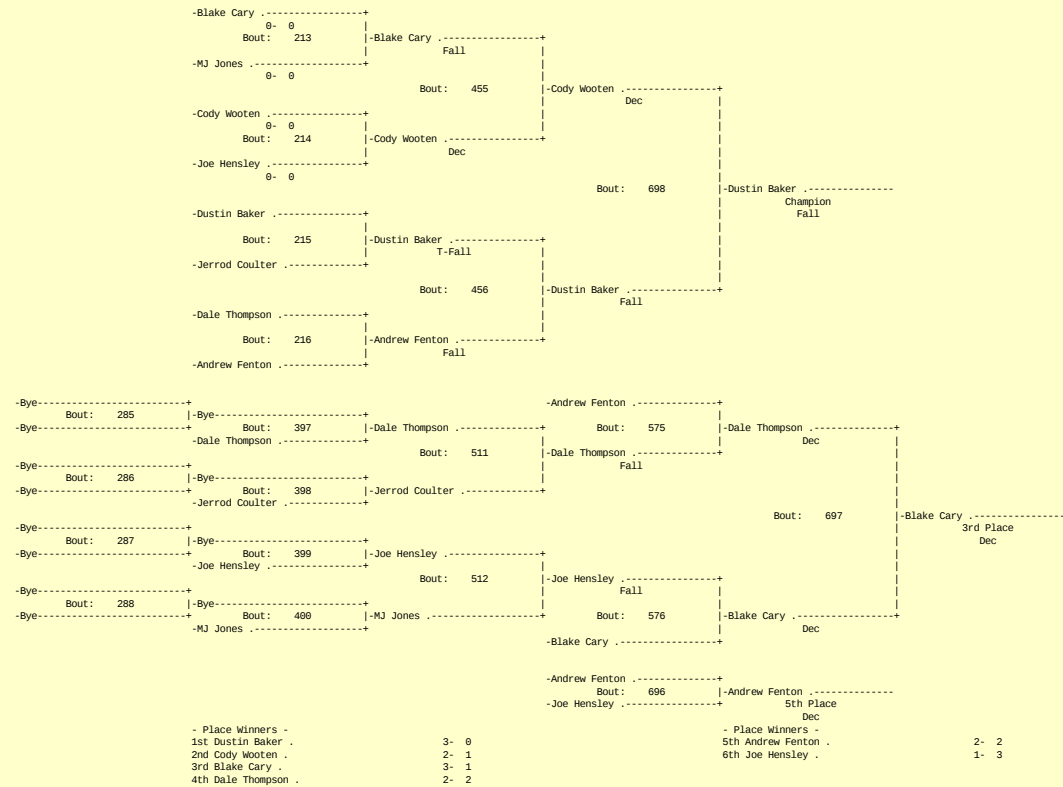 -Blake Cary .----------------+
0-  0                |
Bout:    213         |-Blake Cary .----------------+
|            Fall             |
-MJ Jones .------------------+                             |
0-  0                                             |
Bout:    455         |-Cody Wooten .---------------+
|             Dec             |
-Cody Wooten .---------------+                             |                             |
0-  0                |                             |                             |
Bout:    214         |-Cody Wooten .---------------+                             |
|             Dec                                           |
-Joe Hensley .---------------+                                                           |
0-  0                                                                           |
Bout:    698         |-Dustin Baker .--------------
|          Champion
-Dustin Baker .--------------+                                                           |            Fall
|                                                           |
Bout:    215         |-Dustin Baker .--------------+                             |
|           T-Fall            |                             |
-Jerrod Coulter .------------+                             |                             |
|                             |
Bout:    456         |-Dustin Baker .--------------+
|            Fall
-Dale Thompson .-------------+                             |
|                             |
Bout:    216         |-Andrew Fenton .-------------+
|            Fall
-Andrew Fenton .-------------+
-Bye-------------------------+                                                           -Andrew Fenton .-------------+
Bout:    285         |-Bye-------------------------+                                                           |
-Bye-------------------------+        Bout:    397         |-Dale Thompson .-------------+        Bout:    575         |-Dale Thompson .-------------+
-Dale Thompson .-------------+                             |                             |             Dec             |
Bout:    511         |-Dale Thompson .-------------+                             |
-Bye-------------------------+                                                           |            Fall                                           |
Bout:    286         |-Bye-------------------------+                             |                                                           |
-Bye-------------------------+        Bout:    398         |-Jerrod Coulter .------------+                                                           |
-Jerrod Coulter .------------+                                                                                         |
Bout:    697         |-Blake Cary .----------------
-Bye-------------------------+                                                                                                                       |         3rd Place
Bout:    287         |-Bye-------------------------+                                                                                         |            Dec
-Bye-------------------------+        Bout:    399         |-Joe Hensley .---------------+                                                           |
-Joe Hensley .---------------+                             |                                                           |
Bout:    512         |-Joe Hensley .---------------+                             |
-Bye-------------------------+                                                           |            Fall             |                             |
Bout:    288         |-Bye-------------------------+                             |                             |                             |
-Bye-------------------------+        Bout:    400         |-MJ Jones .------------------+        Bout:    576         |-Blake Cary .----------------+
-MJ Jones .------------------+                                                           |             Dec
-Blake Cary .----------------+
-Andrew Fenton .-------------+
Bout:    696         |-Andrew Fenton .-------------
-Joe Hensley .---------------+          5th Place
Dec
- Place Winners -                                                                         - Place Winners -
1st Dustin Baker .                        3-  0                                           5th Andrew Fenton .                       2-  2
2nd Cody Wooten .                         2-  1                                           6th Joe Hensley .                         1-  3
3rd Blake Cary .                          3-  1
4th Dale Thompson .                       2-  2